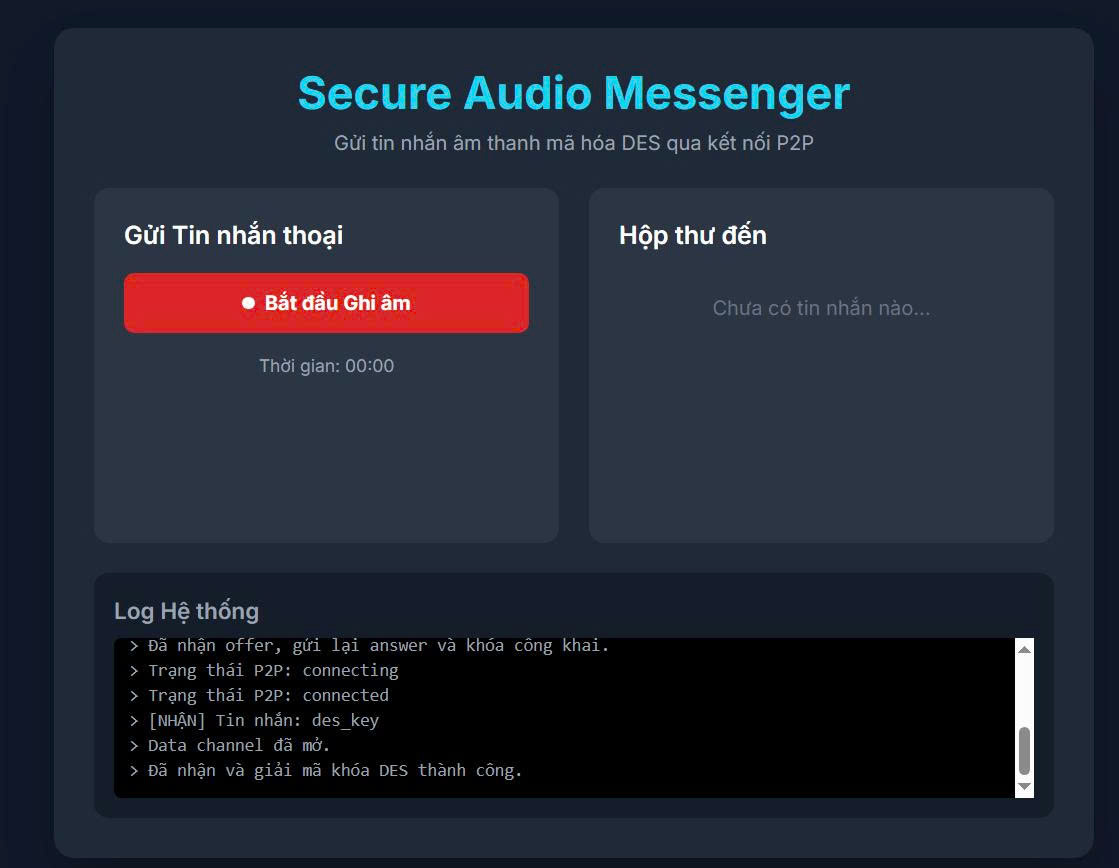 Secure Audio Messenger
Gửi tin nhắn âm thanh mã hóa DES qua kết nối P2P
Gửi Tin nhắn thoại
Bắt đầu Ghi âm
Thời gian: 00:00
Hộp thư đến
Chưa có tin nhắn nào...
Log Hệ thống
> Đã nhận offer, gửi lại answer và khóa công khai.
> Trạng thái P2P: connecting
> Trạng thái P2P: connected
> [NHẬN] Tin nhắn: des_key
> Data channel đã mở.
> Đã nhận và giải mã khóa DES thành công.